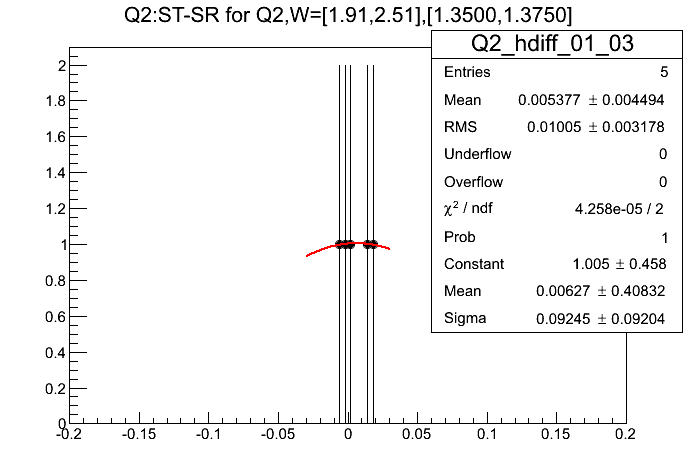 Q2:ST-SR for Q2,W=[1.91,2.51],[1.3500,1.3750]
Q2_hdiff_01_03
Entries 5
Mean 0.005377 ± 0.004494
RMS 0.01005 ± 0.003178
Underflow 0
Overflow 0
χ² / ndf 4.258e-05 / 2
Prob 1
Constant 1.005 ± 0.458
Mean 0.00627 ± 0.40832
Sigma 0.09245 ± 0.09204
2
1.8
1.6
1.4
1.2
1
0.8
0.6
0.4
0.2
0
-0.2 -0.15 -0.1 -0.05 0 0.05 0.1 0.15 0.2